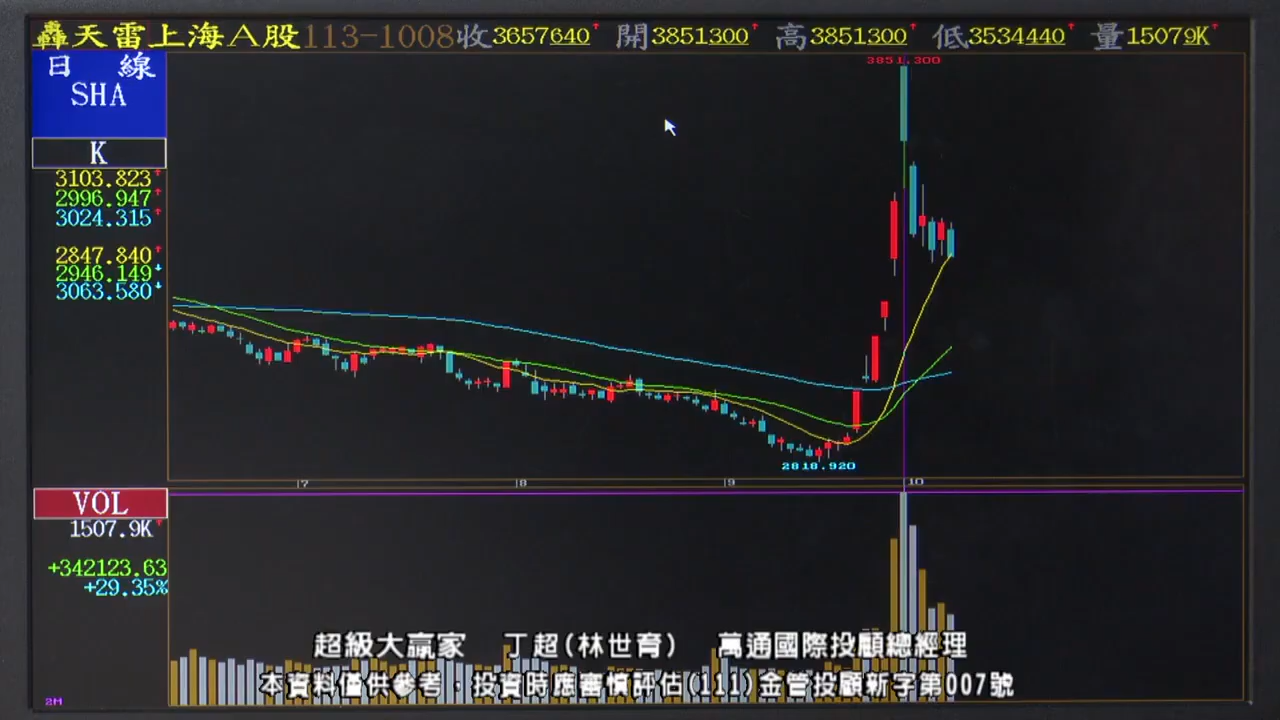 轟天雷上海A股113-1008收3657640↑ 開3851300↑ 高3851300↑ 低3534440↑ 量15079K↑
日 線
SHA
K
3103.823↑
2996.947↑
3024.315↑
2847.840↑
2946.149↓
3063.580↓
3851.300
2818.920
7 8 9 10
VOL
1507.9K↑
+342123.63
+29.35%
超級大贏家 丁超(林世育) 萬通國際投顧總經理
本資料僅供參考，投資時應審慎評估(111)金管投顧新字第007號
2M